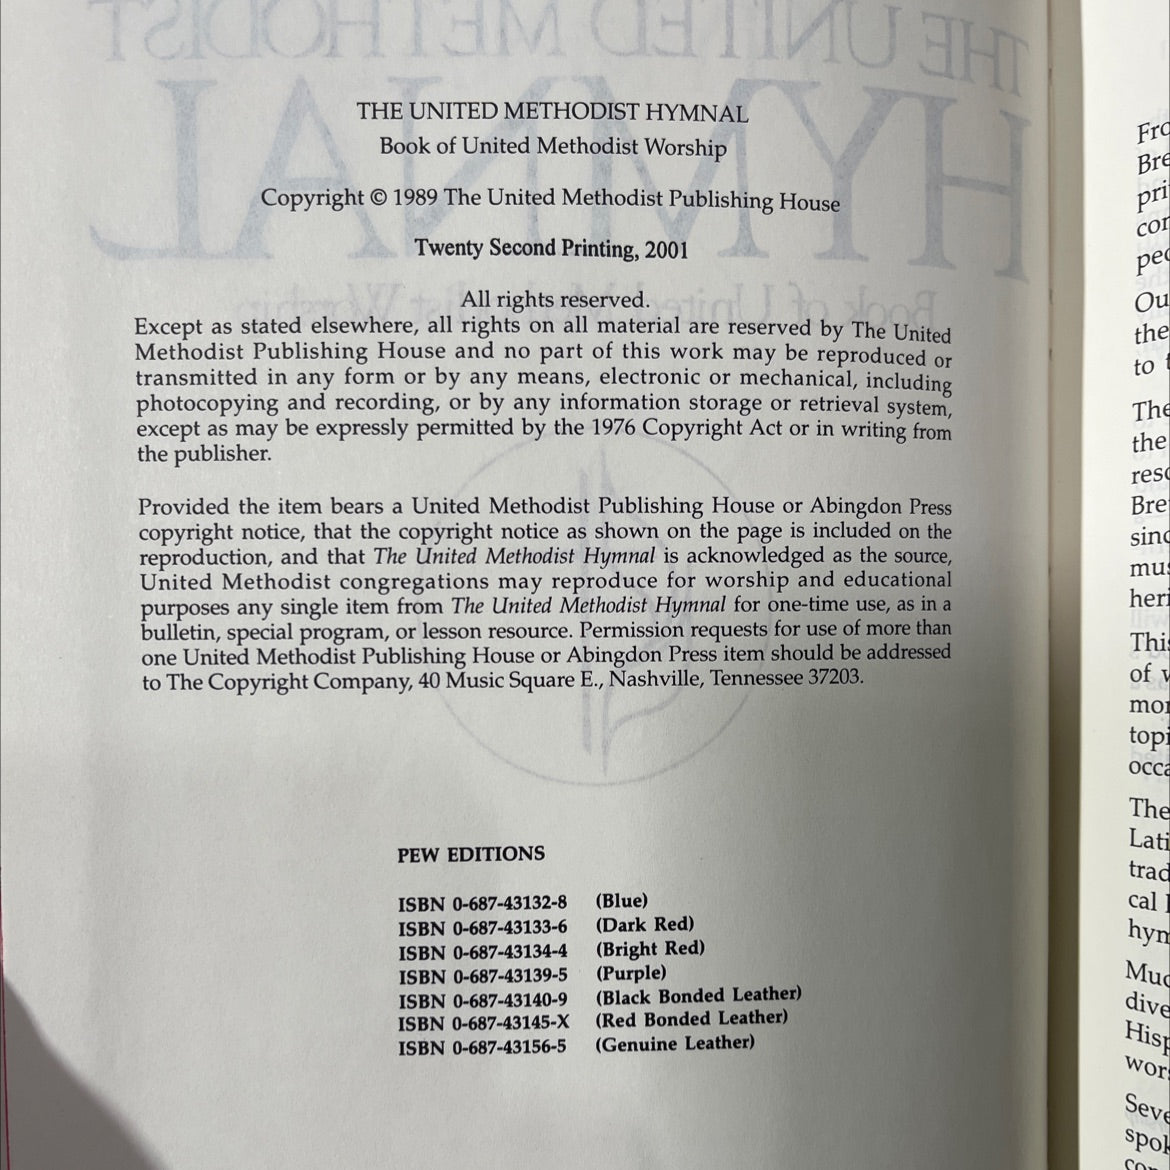 THE UNITED METHODIST HYMNAL
Book of United Methodist Worship
Copyright © 1989 The United Methodist Publishing House
Twenty Second Printing, 2001
All rights reserved.
Except as stated elsewhere, all rights on all material are reserved by The United
Methodist Publishing House and no part of this work may be reproduced or
transmitted in any form or by any means, electronic or mechanical, including
photocopying and recording, or by any information storage or retrieval system,
except as may be expressly permitted by the 1976 Copyright Act or in writing from
the publisher.
Provided the item bears a United Methodist Publishing House or Abingdon Press
copyright notice, that the copyright notice as shown on the page is included on the
reproduction, and that The United Methodist Hymnal is acknowledged as the source,
United Methodist congregations may reproduce for worship and educational
purposes any single item from The United Methodist Hymnal for one-time use, as in a
bulletin, special program, or lesson resource. Permission requests for use of more than
one United Methodist Publishing House or Abingdon Press item should be addressed
to The Copyright Company, 40 Music Square E., Nashville, Tennessee 37203.
PEW EDITIONS
ISBN 0-687-43132-8 (Blue)
ISBN 0-687-43133-6 (Dark Red)
ISBN 0-687-43134-4 (Bright Red)
ISBN 0-687-43139-5 (Purple)
ISBN 0-687-43140-9 (Black Bonded Leather)
ISBN 0-687-43145-X (Red Bonded Leather)
ISBN 0-687-43156-5 (Genuine Leather)